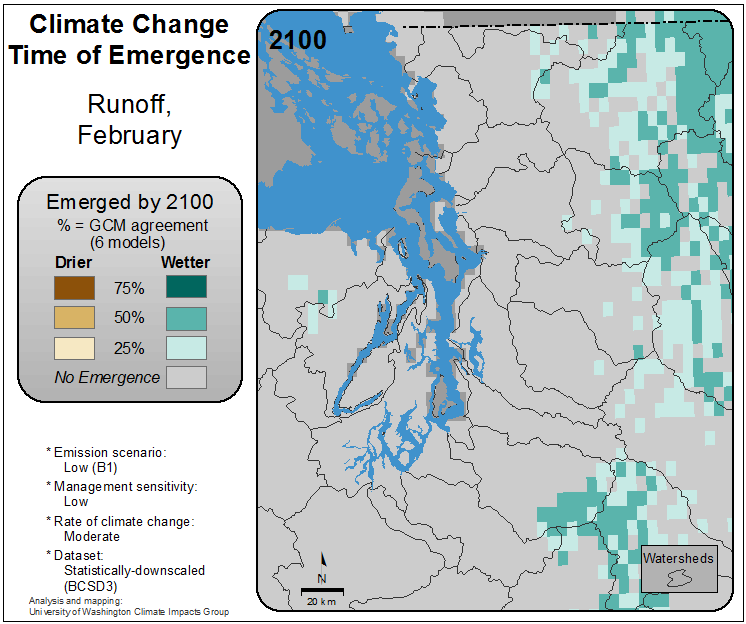 Climate Change
Time of Emergence
Runoff,
February
Emerged by 2100
% = GCM agreement
(6 models)
Drier Wetter
75%
50%
25%
No Emergence
* Emission scenario:
Low (B1)
* Management sensitivity:
Low
* Rate of climate change:
Moderate
* Dataset:
Statistically-downscaled
(BCSD3)
Analysis and mapping:
University of Washington Climate Impacts Group
2100
N
20 km
Watersheds